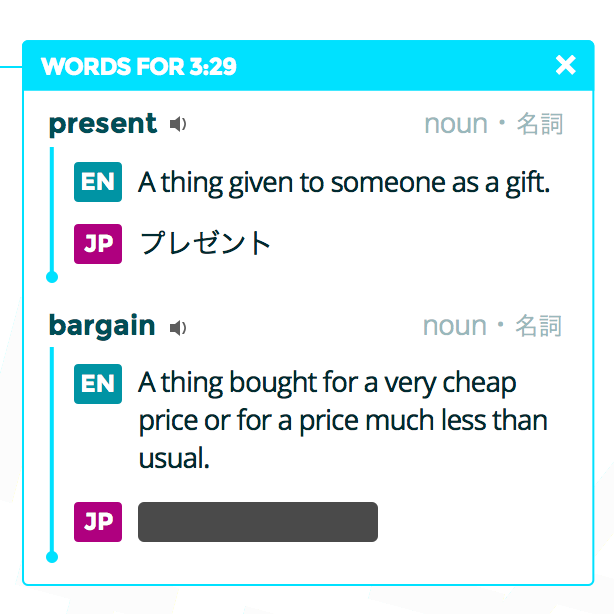 WORDS FOR 3:29
present noun・名詞
EN A thing given to someone as a gift.
JP プレゼント
bargain noun・名詞
EN A thing bought for a very cheap
price or for a price much less than
usual.
JP